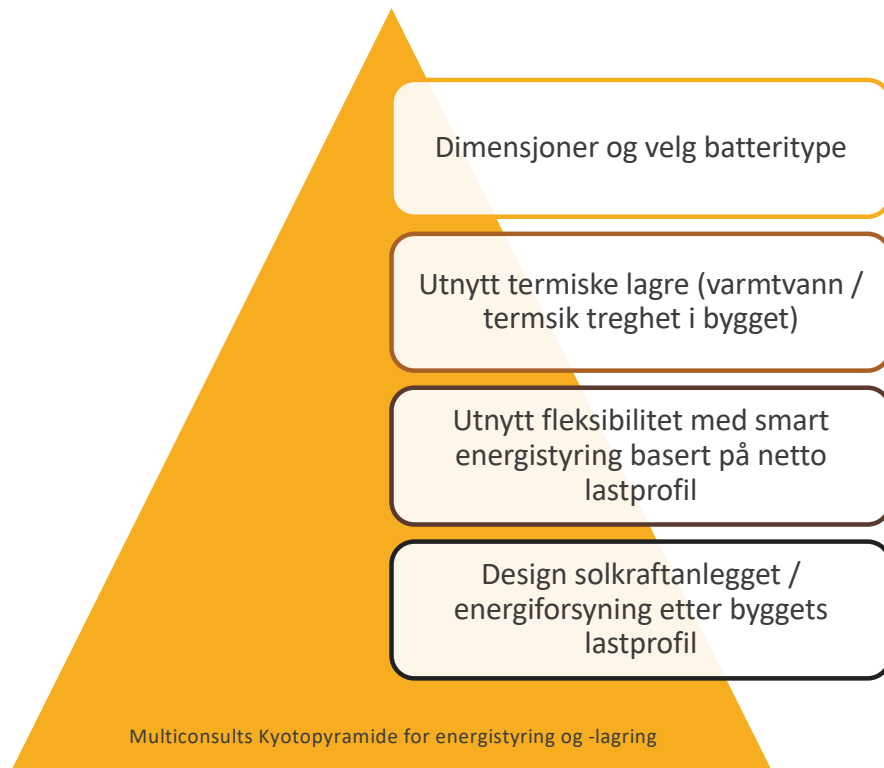 Dimensjoner og velg batteritype
Utnytt termiske lagre (varmtvann /
termsik treghet i bygget)
Utnytt fleksibilitet med smart
energistyring basert på netto
lastprofil
Design solkraftanlegget /
energiforsyning etter byggets
lastprofil
Multiconsults Kyotopyramide for energistyring og -lagring